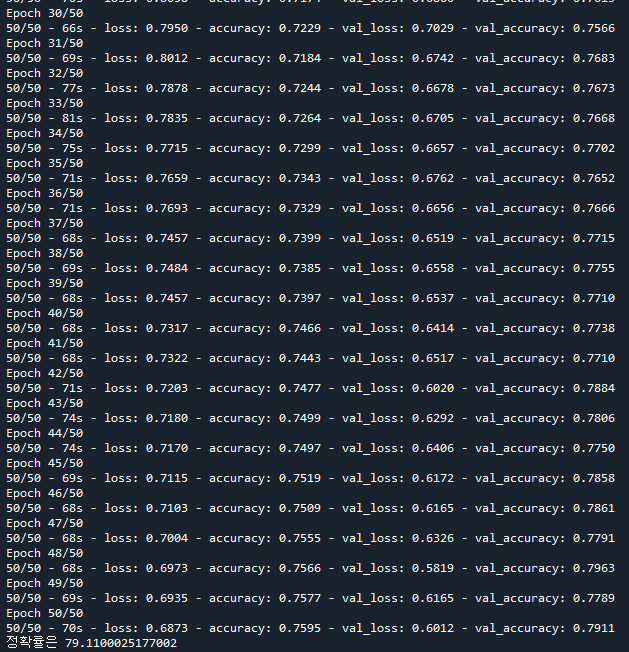 Epoch 30/50
50/50 - 66s - loss: 0.7950 - accuracy: 0.7229 - val_loss: 0.7029 - val_accuracy: 0.7566
Epoch 31/50
50/50 - 69s - loss: 0.8012 - accuracy: 0.7184 - val_loss: 0.6742 - val_accuracy: 0.7683
Epoch 32/50
50/50 - 77s - loss: 0.7878 - accuracy: 0.7244 - val_loss: 0.6678 - val_accuracy: 0.7673
Epoch 33/50
50/50 - 81s - loss: 0.7835 - accuracy: 0.7264 - val_loss: 0.6705 - val_accuracy: 0.7668
Epoch 34/50
50/50 - 75s - loss: 0.7715 - accuracy: 0.7299 - val_loss: 0.6657 - val_accuracy: 0.7702
Epoch 35/50
50/50 - 71s - loss: 0.7659 - accuracy: 0.7343 - val_loss: 0.6762 - val_accuracy: 0.7652
Epoch 36/50
50/50 - 71s - loss: 0.7693 - accuracy: 0.7329 - val_loss: 0.6656 - val_accuracy: 0.7666
Epoch 37/50
50/50 - 68s - loss: 0.7457 - accuracy: 0.7399 - val_loss: 0.6519 - val_accuracy: 0.7715
Epoch 38/50
50/50 - 69s - loss: 0.7484 - accuracy: 0.7385 - val_loss: 0.6558 - val_accuracy: 0.7755
Epoch 39/50
50/50 - 68s - loss: 0.7457 - accuracy: 0.7397 - val_loss: 0.6537 - val_accuracy: 0.7710
Epoch 40/50
50/50 - 68s - loss: 0.7317 - accuracy: 0.7466 - val_loss: 0.6414 - val_accuracy: 0.7738
Epoch 41/50
50/50 - 68s - loss: 0.7322 - accuracy: 0.7443 - val_loss: 0.6517 - val_accuracy: 0.7710
Epoch 42/50
50/50 - 71s - loss: 0.7203 - accuracy: 0.7477 - val_loss: 0.6020 - val_accuracy: 0.7884
Epoch 43/50
50/50 - 74s - loss: 0.7180 - accuracy: 0.7499 - val_loss: 0.6292 - val_accuracy: 0.7806
Epoch 44/50
50/50 - 74s - loss: 0.7170 - accuracy: 0.7497 - val_loss: 0.6406 - val_accuracy: 0.7750
Epoch 45/50
50/50 - 69s - loss: 0.7115 - accuracy: 0.7519 - val_loss: 0.6172 - val_accuracy: 0.7858
Epoch 46/50
50/50 - 68s - loss: 0.7103 - accuracy: 0.7509 - val_loss: 0.6165 - val_accuracy: 0.7861
Epoch 47/50
50/50 - 68s - loss: 0.7004 - accuracy: 0.7555 - val_loss: 0.6326 - val_accuracy: 0.7791
Epoch 48/50
50/50 - 68s - loss: 0.6973 - accuracy: 0.7566 - val_loss: 0.5819 - val_accuracy: 0.7963
Epoch 49/50
50/50 - 69s - loss: 0.6935 - accuracy: 0.7577 - val_loss: 0.6165 - val_accuracy: 0.7789
Epoch 50/50
50/50 - 70s - loss: 0.6873 - accuracy: 0.7595 - val_loss: 0.6012 - val_accuracy: 0.7911
정확률은 79.1100025177002